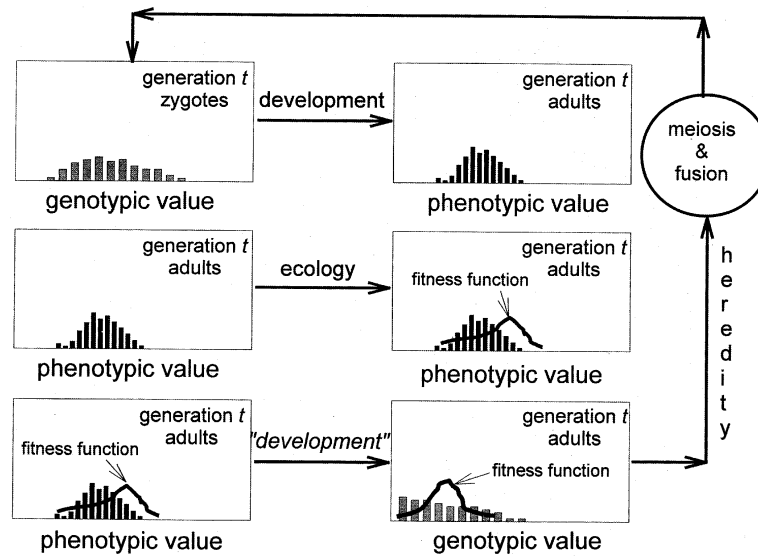 generation t
zygotes
genotypic value
development
generation t
adults
phenotypic value
meiosis
&
fusion
generation t
adults
phenotypic value
ecology
generation t
adults
fitness function
phenotypic value
heredity
generation t
adults
fitness function
phenotypic value
"development"
generation t
adults
fitness function
genotypic value